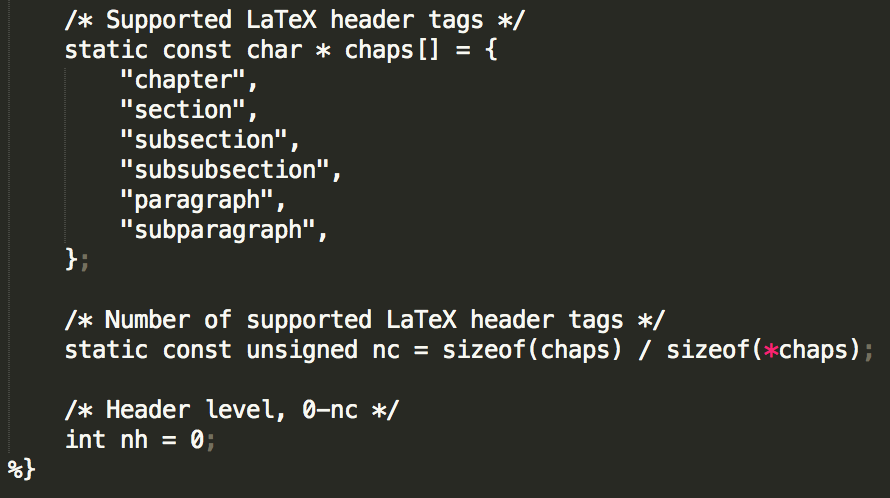 /* Supported LaTeX header tags */
static const char * chaps[] = {
"chapter",
"section",
"subsection",
"subsubsection",
"paragraph",
"subparagraph",
};
/* Number of supported LaTeX header tags */
static const unsigned nc = sizeof(chaps) / sizeof(*chaps);
/* Header level, 0-nc */
int nh = 0;
%}